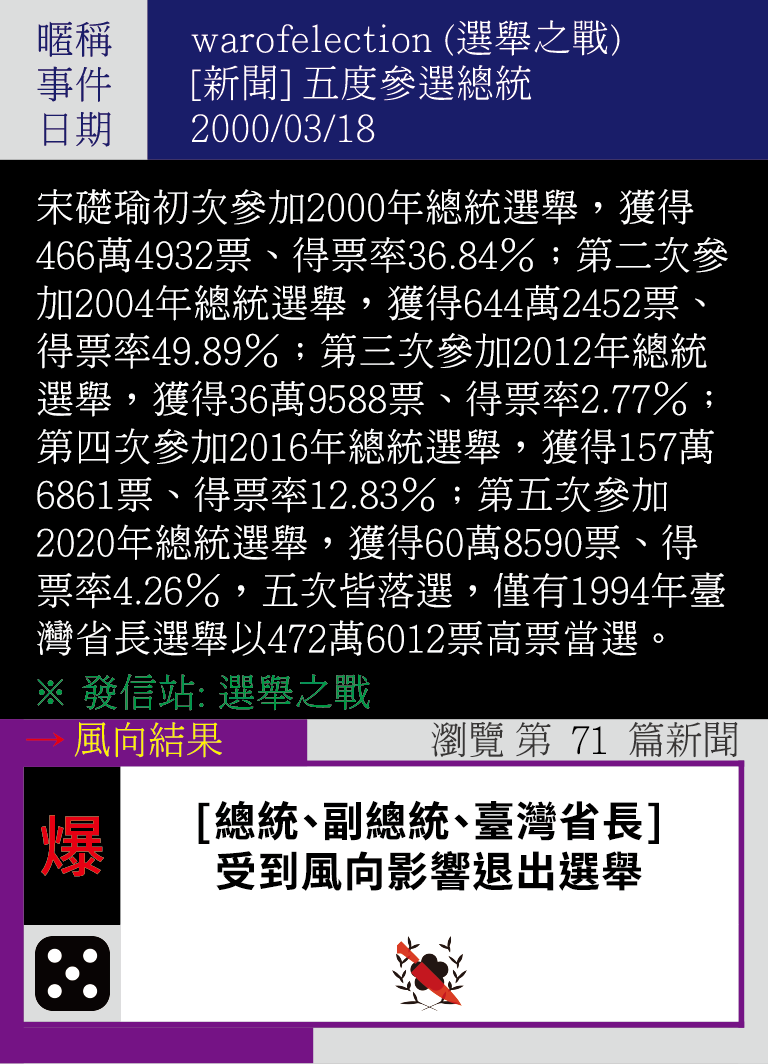 暱稱 warofelection (選舉之戰)
事件 [新聞] 五度參選總統
日期 2000/03/18
宋礎瑜初次參加2000年總統選舉，獲得
466萬4932票、得票率36.84％；第二次參
加2004年總統選舉，獲得644萬2452票、
得票率49.89％；第三次參加2012年總統
選舉，獲得36萬9588票、得票率2.77％；
第四次參加2016年總統選舉，獲得157萬
6861票、得票率12.83％；第五次參加
2020年總統選舉，獲得60萬8590票、得
票率4.26％，五次皆落選，僅有1994年臺
灣省長選舉以472萬6012票高票當選。
※ 發信站: 選舉之戰
→ 風向結果 瀏覽 第 71 篇新聞
爆
[總統、副總統、臺灣省長]
受到風向影響退出選舉